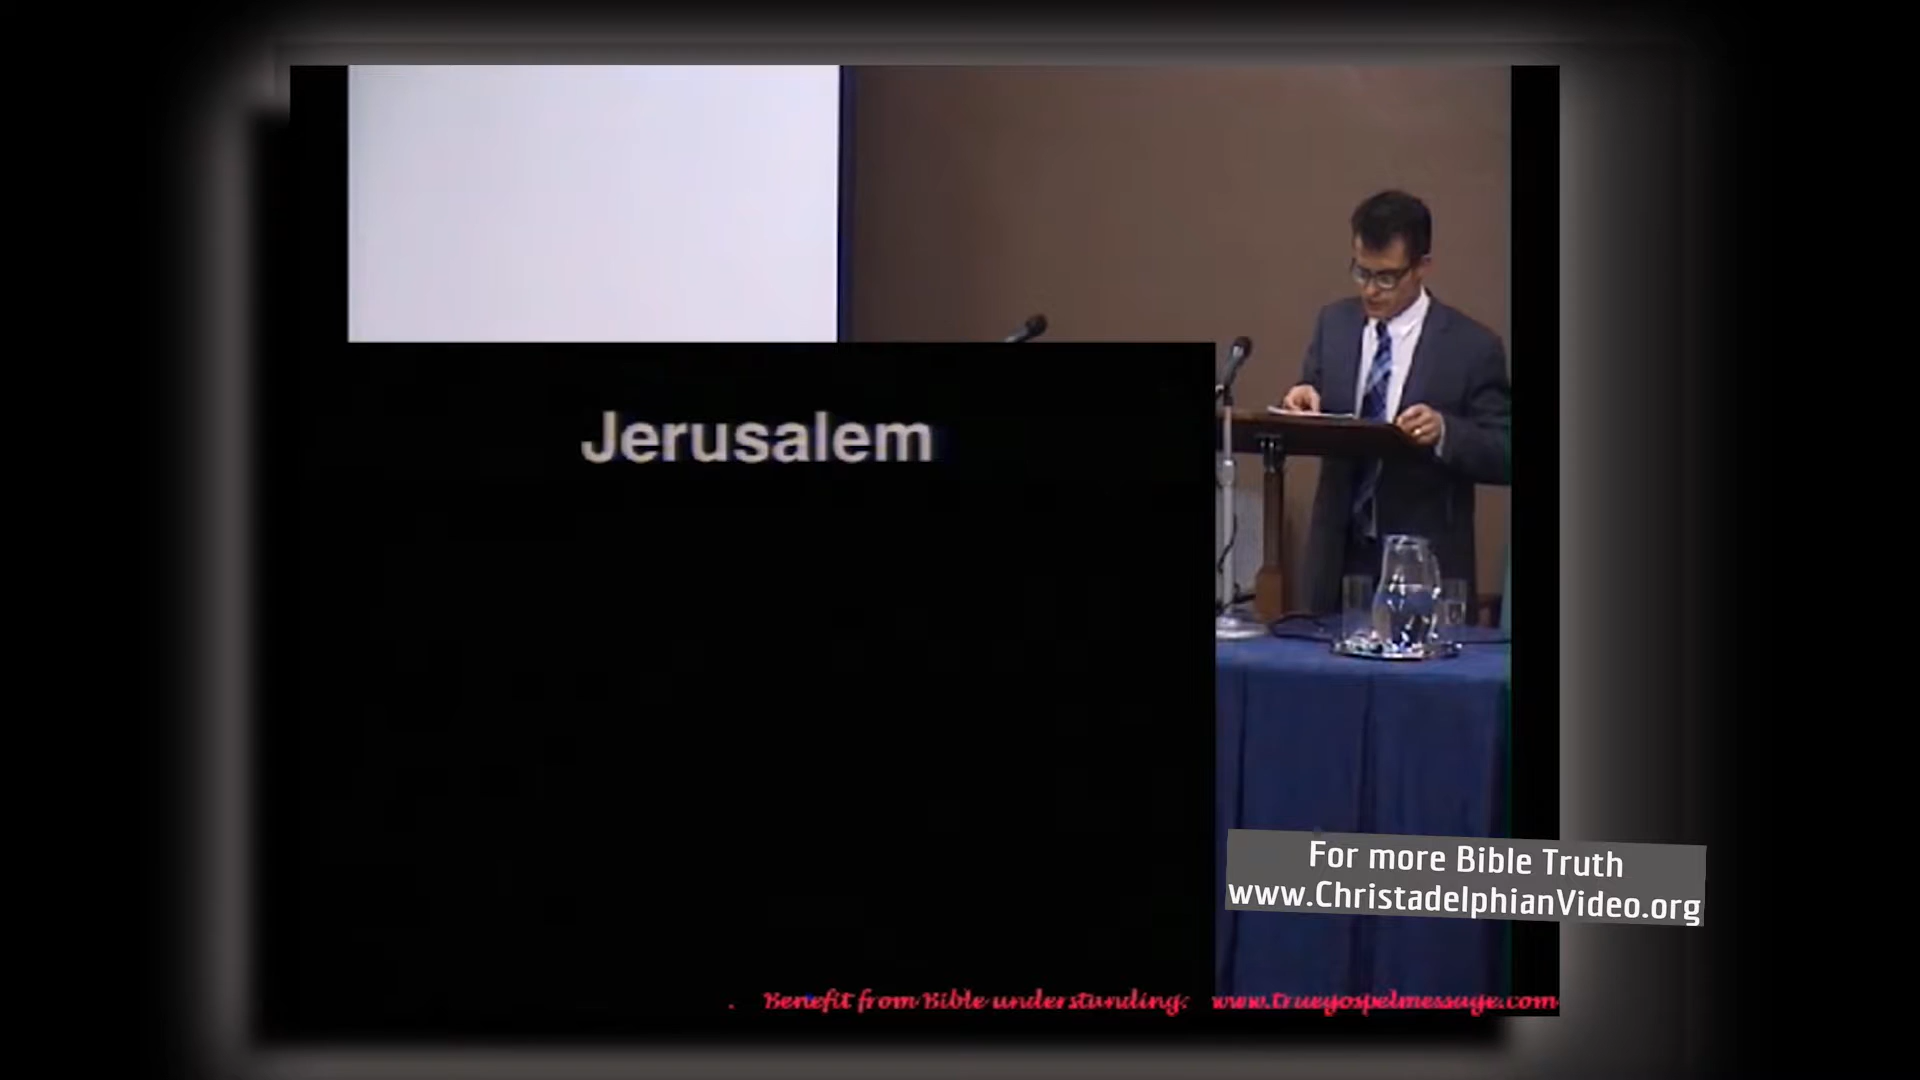 Jerusalem
For more Bible Truth
www.ChristadelphianVideo.org
. Benefit from Bible understanding: www.truegospelmessage.com